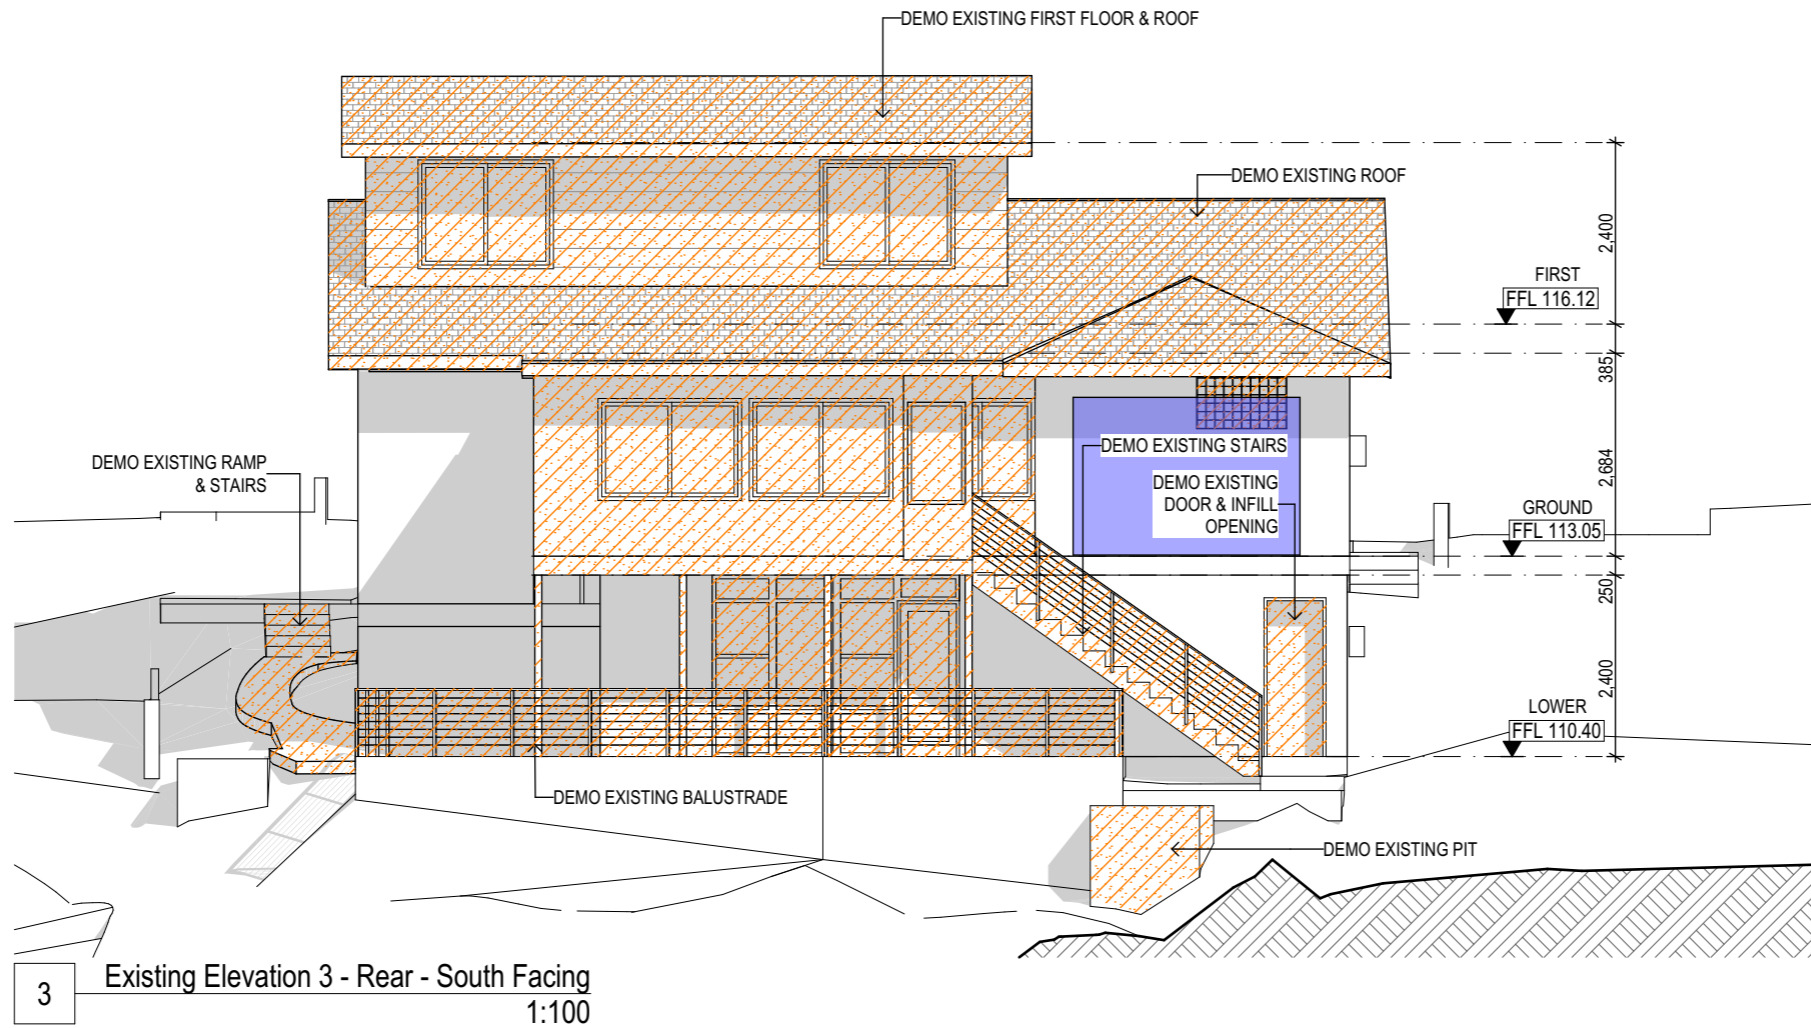 DEMO EXISTING FIRST FLOOR & ROOF
DEMO EXISTING ROOF
2,400
FIRST
FFL 116.12
385
DEMO EXISTING RAMP
& STAIRS
DEMO EXISTING STAIRS
DEMO EXISTING
DOOR & INFILL
OPENING
2,684
GROUND
FFL 113.05
250
2,400
LOWER
FFL 110.40
DEMO EXISTING BALUSTRADE
DEMO EXISTING PIT
3
Existing Elevation 3 - Rear - South Facing
1:100